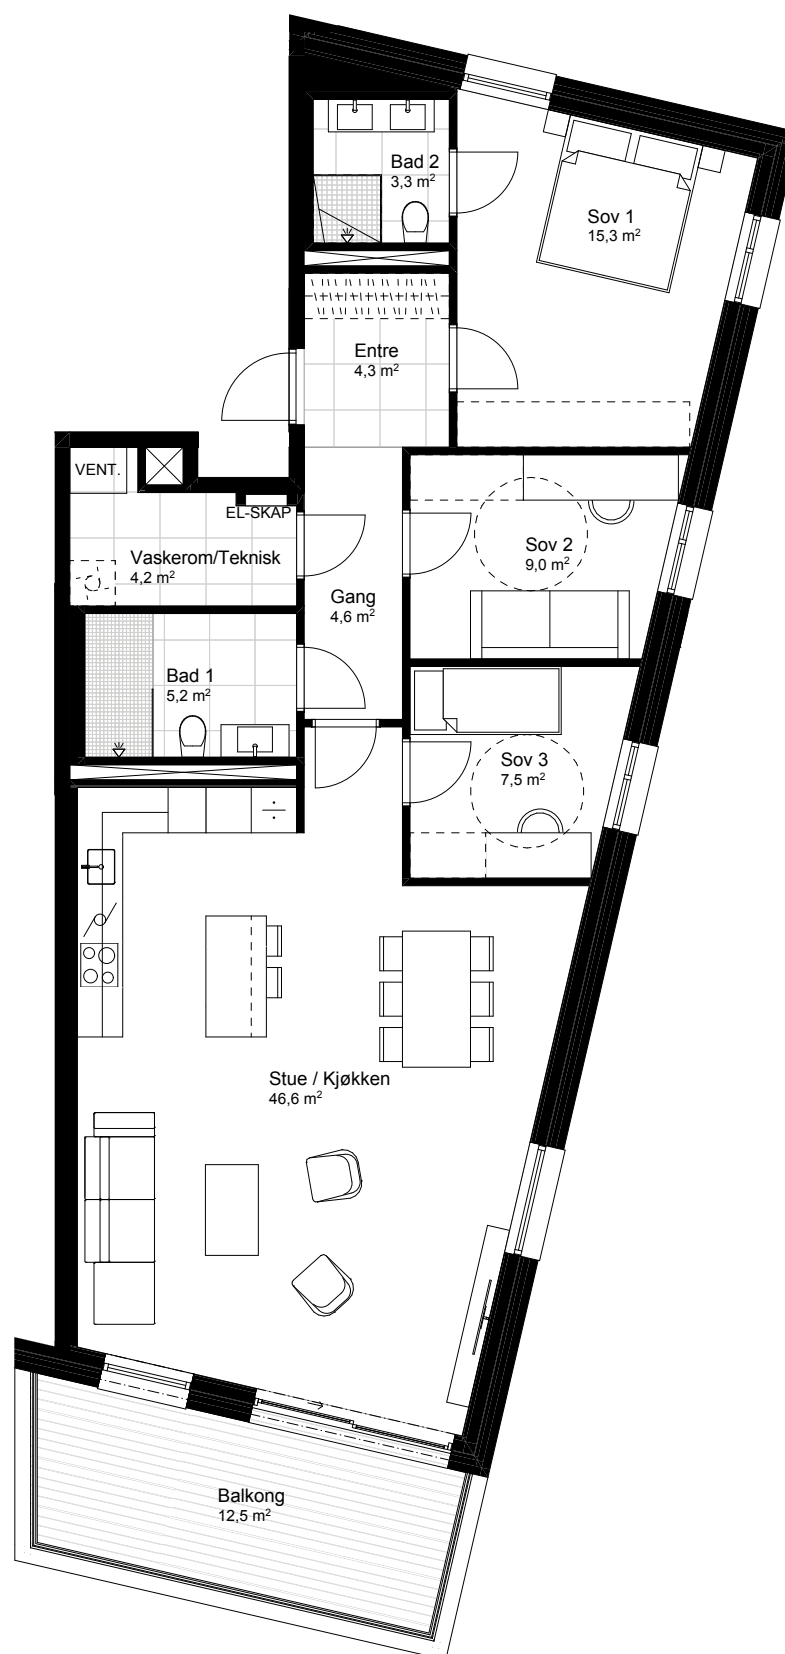 Bad 2
3,3 m²
Sov 1
15,3 m²
Entre
4,3 m²
VENT.
EL-SKAP
Vaskerom/Teknisk
4,2 m²
Sov 2
9,0 m²
Gang
4,6 m²
Bad 1
5,2 m²
Sov 3
7,5 m²
Stue / Kjøkken
46,6 m²
Balkong
12,5 m²